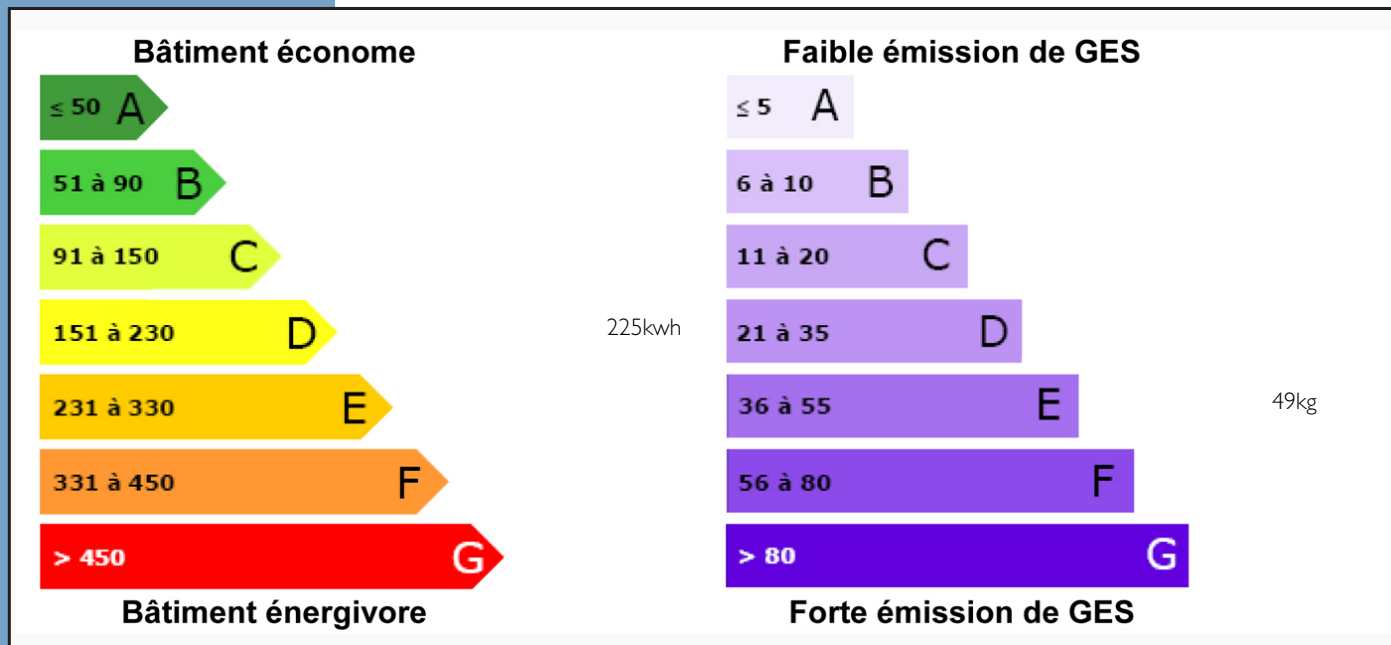 Bâtiment économe
≤ 50 A
51 à 90 B
91 à 150 C
151 à 230 D
225kwh
231 à 330 E
331 à 450 F
> 450 G
Bâtiment énergivore
Faible émission de GES
≤ 5 A
6 à 10 B
11 à 20 C
21 à 35 D
36 à 55 E
49kg
56 à 80 F
> 80 G
Forte émission de GES